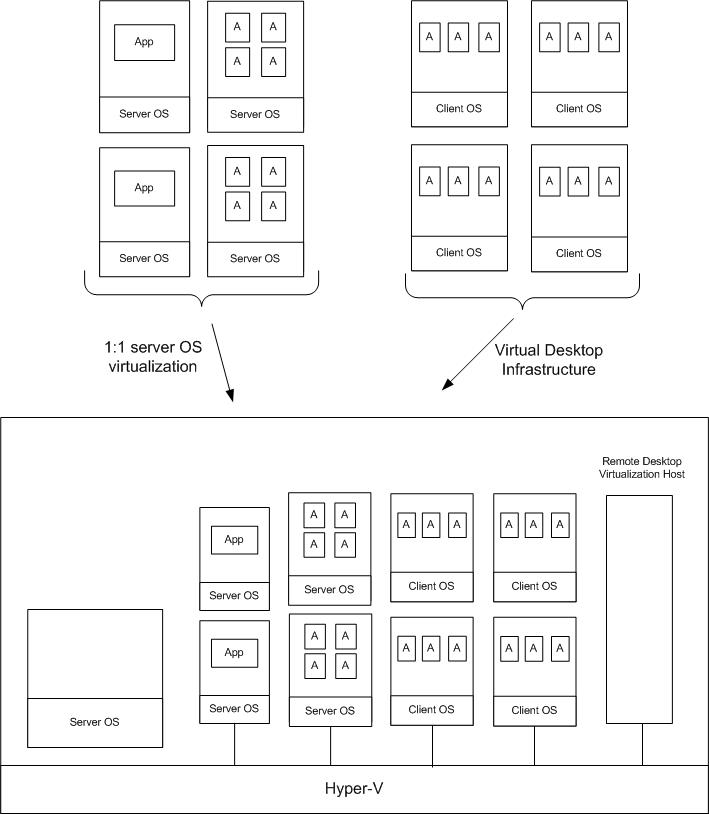 App
A A
A A
A A A
A A A
Server OS
Server OS
Client OS
Client OS
App
A A
A A
A A A
A A A
Server OS
Server OS
Client OS
Client OS
1:1 server OS
virtualization
Virtual Desktop
Infrastructure
Remote Desktop
Virtualization Host
App
A A
A A
A A A
A A A
Server OS
Server OS
Client OS
Client OS
App
A A
A A
A A A
A A A
Server OS
Server OS
Client OS
Client OS
Server OS
Hyper-V